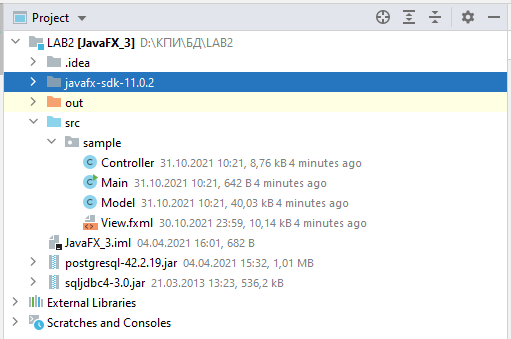 Project
LAB2 [JavaFX_3] D:\КПИ\БД\LAB2
.idea
javafx-sdk-11.0.2
out
src
sample
Controller 31.10.2021 10:21, 8,76 kB 4 minutes ago
Main 31.10.2021 10:21, 642 B 4 minutes ago
Model 31.10.2021 10:21, 40,03 kB 4 minutes ago
View.fxml 30.10.2021 23:59, 10,14 kB 4 minutes ago
JavaFX_3.iml 04.04.2021 16:01, 682 B
postgresql-42.2.19.jar 04.04.2021 15:32, 1,01 MB
sqljdbc4-3.0.jar 21.03.2013 13:23, 536,2 kB
External Libraries
Scratches and Consoles